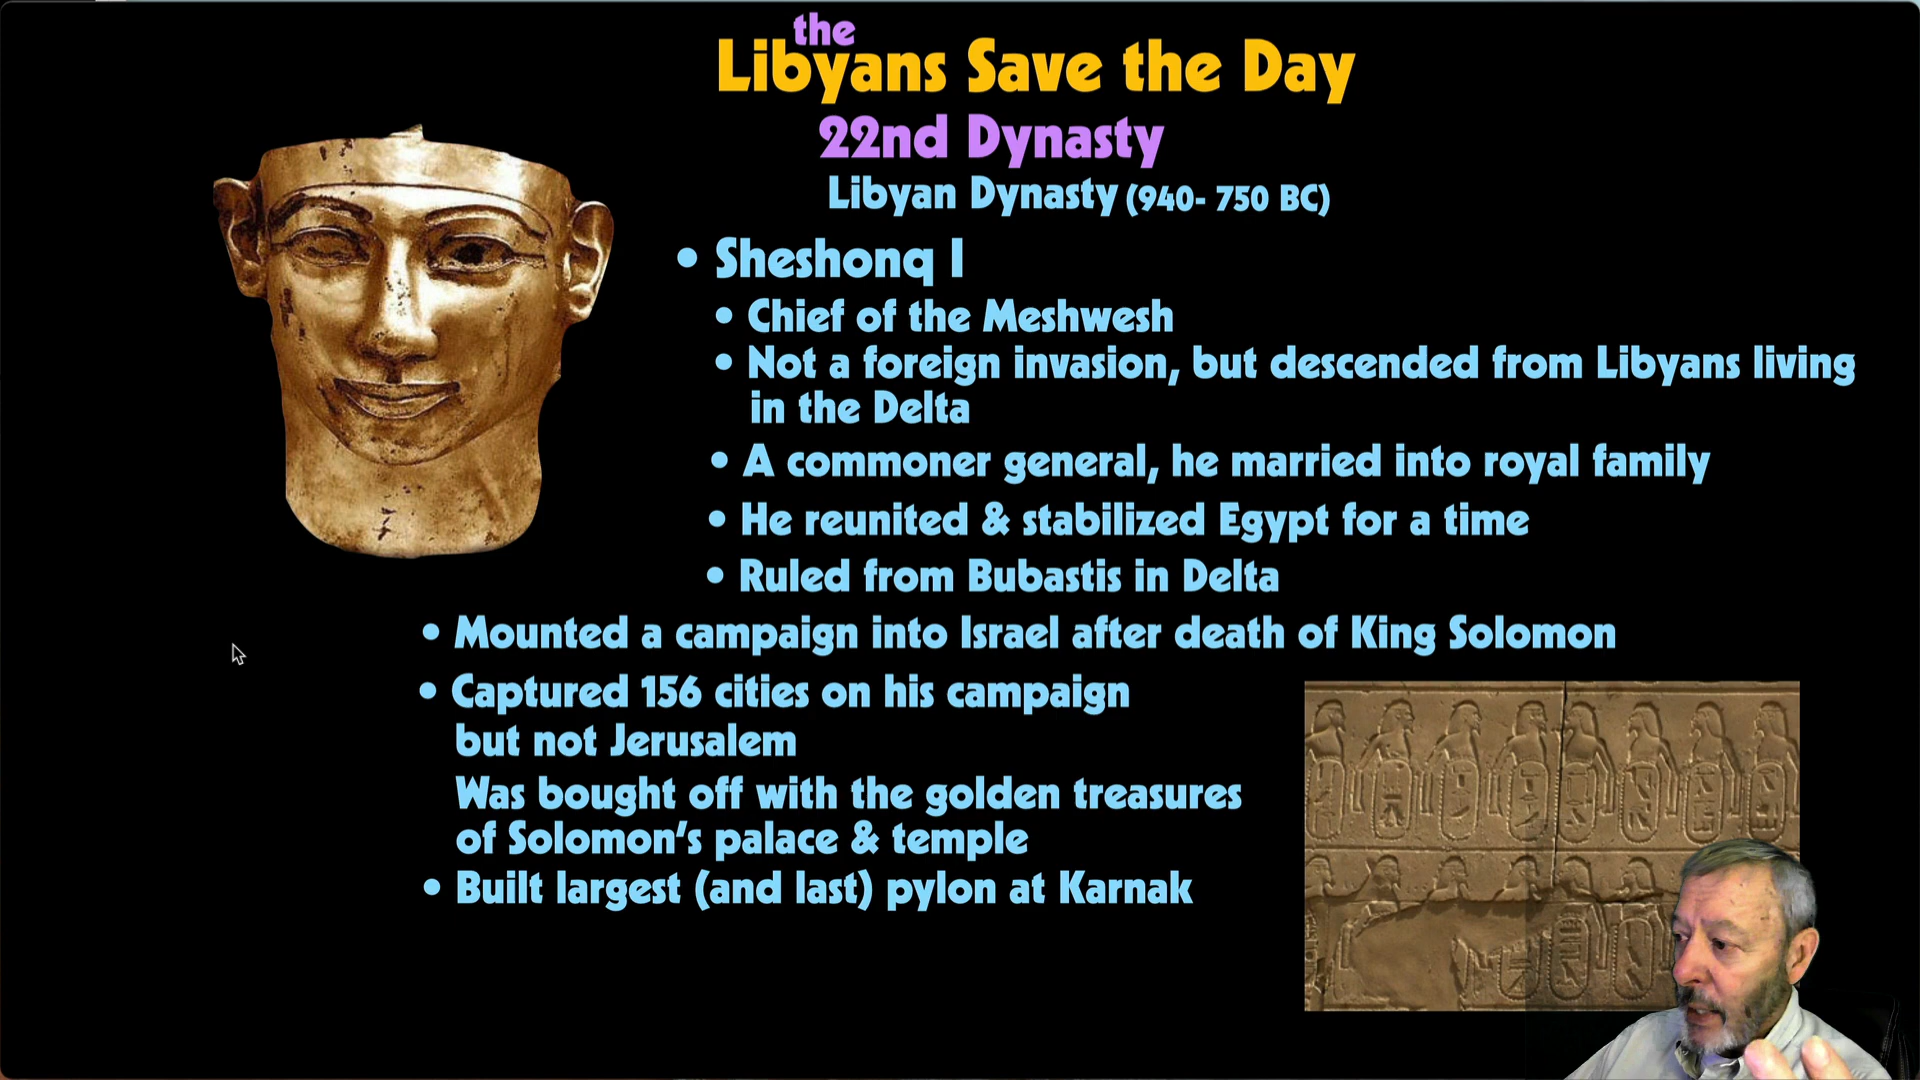 the
Libyans Save the Day
22nd Dynasty
Libyan Dynasty (940- 750 BC)
• Sheshonq I
• Chief of the Meshwesh
• Not a foreign invasion, but descended from Libyans living
in the Delta
• A commoner general, he married into royal family
• He reunited & stabilized Egypt for a time
• Ruled from Bubastis in Delta
• Mounted a campaign into Israel after death of King Solomon
• Captured 156 cities on his campaign
but not Jerusalem
Was bought off with the golden treasures
of Solomon's palace & temple
• Built largest (and last) pylon at Karnak